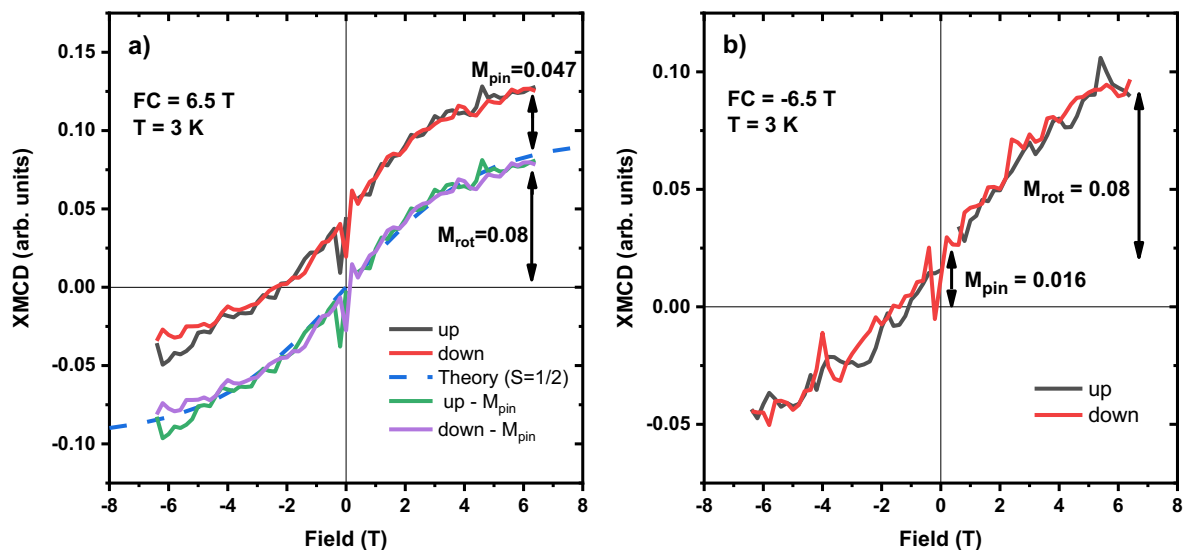 a)
M_pin=0.047
FC = 6.5 T
T = 3 K
M_rot=0.08
up
down
Theory (S=1/2)
up - M_pin
down - M_pin
0.15
0.10
0.05
0.00
-0.05
-0.10
-8 -6 -4 -2 0 2 4 6 8
XMCD (arb. units)
Field (T)
b)
FC = -6.5 T
T = 3 K
M_rot = 0.08
M_pin = 0.016
up
down
0.10
0.05
0.00
-0.05
-8 -6 -4 -2 0 2 4 6 8
XMCD (arb. units)
Field (T)